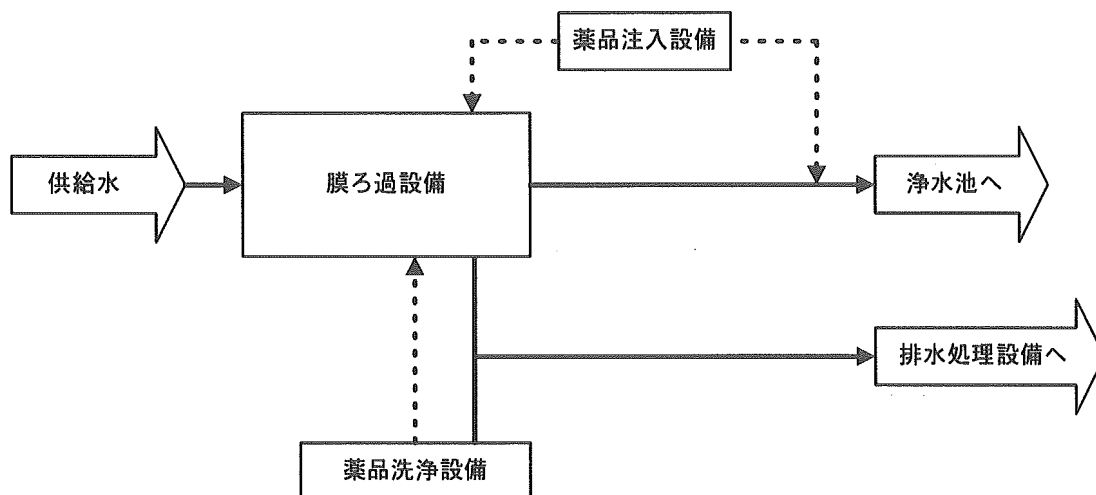 薬品注入設備
供給水
膜ろ過設備
浄水池へ
排水処理設備へ
薬品洗浄設備